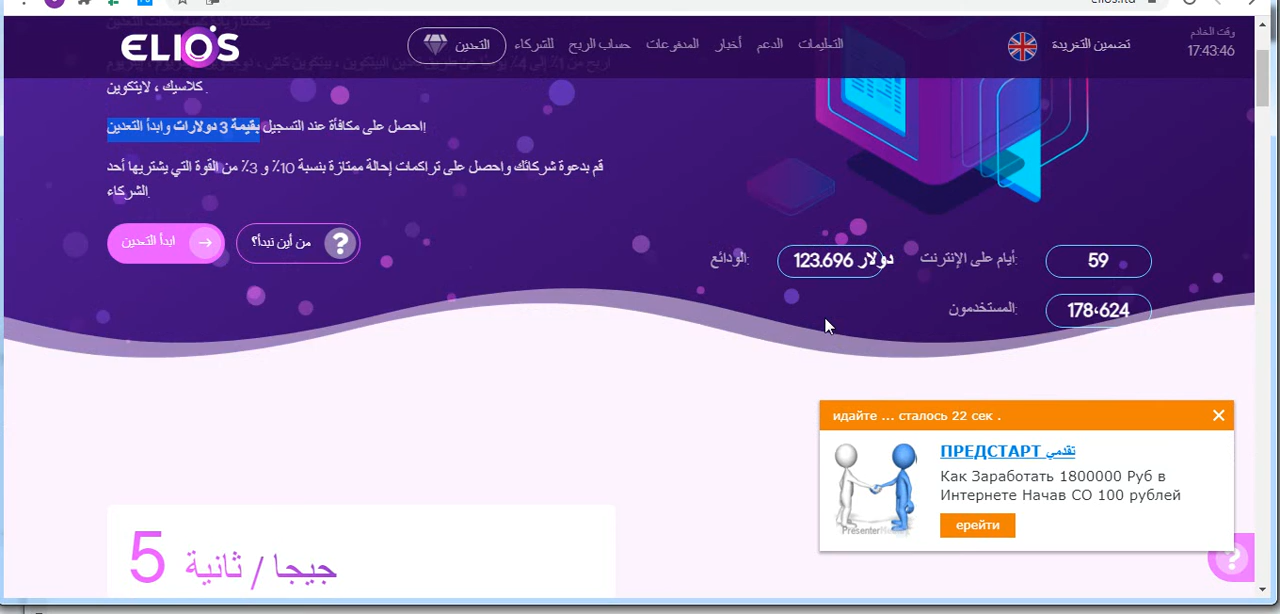 elios.ltd
ELIOS
التعدين
للشركاء
حساب الربح
المدفوعات
أخبار
الدعم
التعليمات
تضمين التغريدة
وقت الخادم
17:43:46
كلاسيك ، لايتكوين.
احصل على مكافأة عند التسجيل بقيمة 3 دولارات وابدأ التعدين!
قم بدعوة شركائك واحصل على تراكمات إحالة ممتازة بنسبة 10٪ و 3٪ من القوة التي يشتريها أحد
الشركاء.
ابدأ التعدين
من أين نبدأ؟
?
الودائع:
123.696 دولار
أيام على الإنترنت:
59
المستخدمون:
178،624
идайте ... сталось 22 сек .
ПРЕДСТАРТ تقدمي
Как Заработать 1800000 Руб в
Интернете Начав СО 100 рублей
ерейти
5 جيجا / ثانية
?